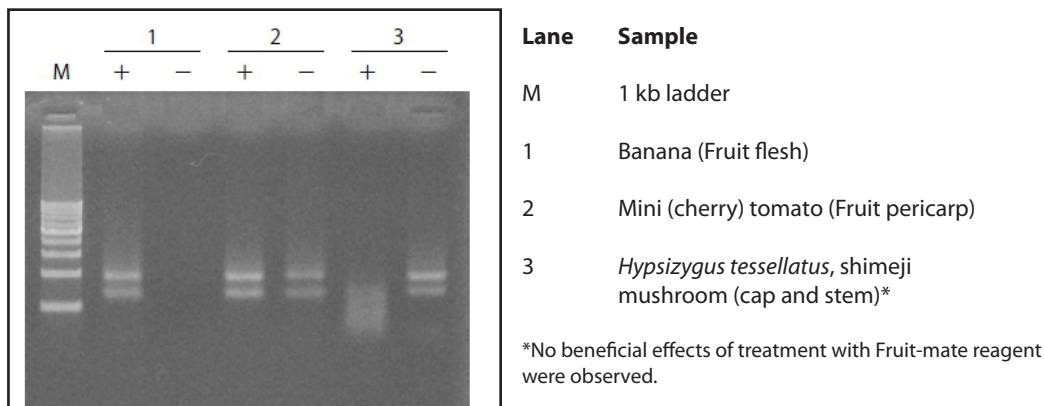 1 2 3
M + − + − + −
Lane Sample
M 1 kb ladder
1 Banana (Fruit flesh)
2 Mini (cherry) tomato (Fruit pericarp)
3 Hypsizygus tessellatus, shimeji
mushroom (cap and stem)*
*No beneficial effects of treatment with Fruit-mate reagent
were observed.